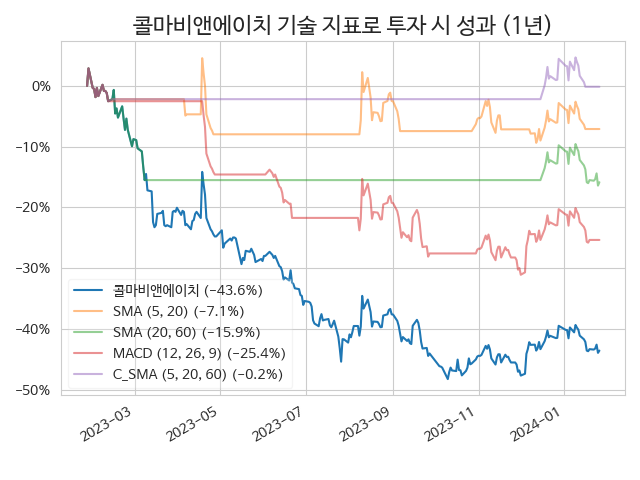 콜마비앤에이치 기술 지표로 투자 시 성과 (1년)
0%
−10%
−20%
−30%
−40%
−50%
콜마비앤에이치 (−43.6%)
SMA (5, 20) (−7.1%)
SMA (20, 60) (−15.9%)
MACD (12, 26, 9) (−25.4%)
C_SMA (5, 20, 60) (−0.2%)
2023−03
2023−05
2023−07
2023−09
2023−11
2024−01